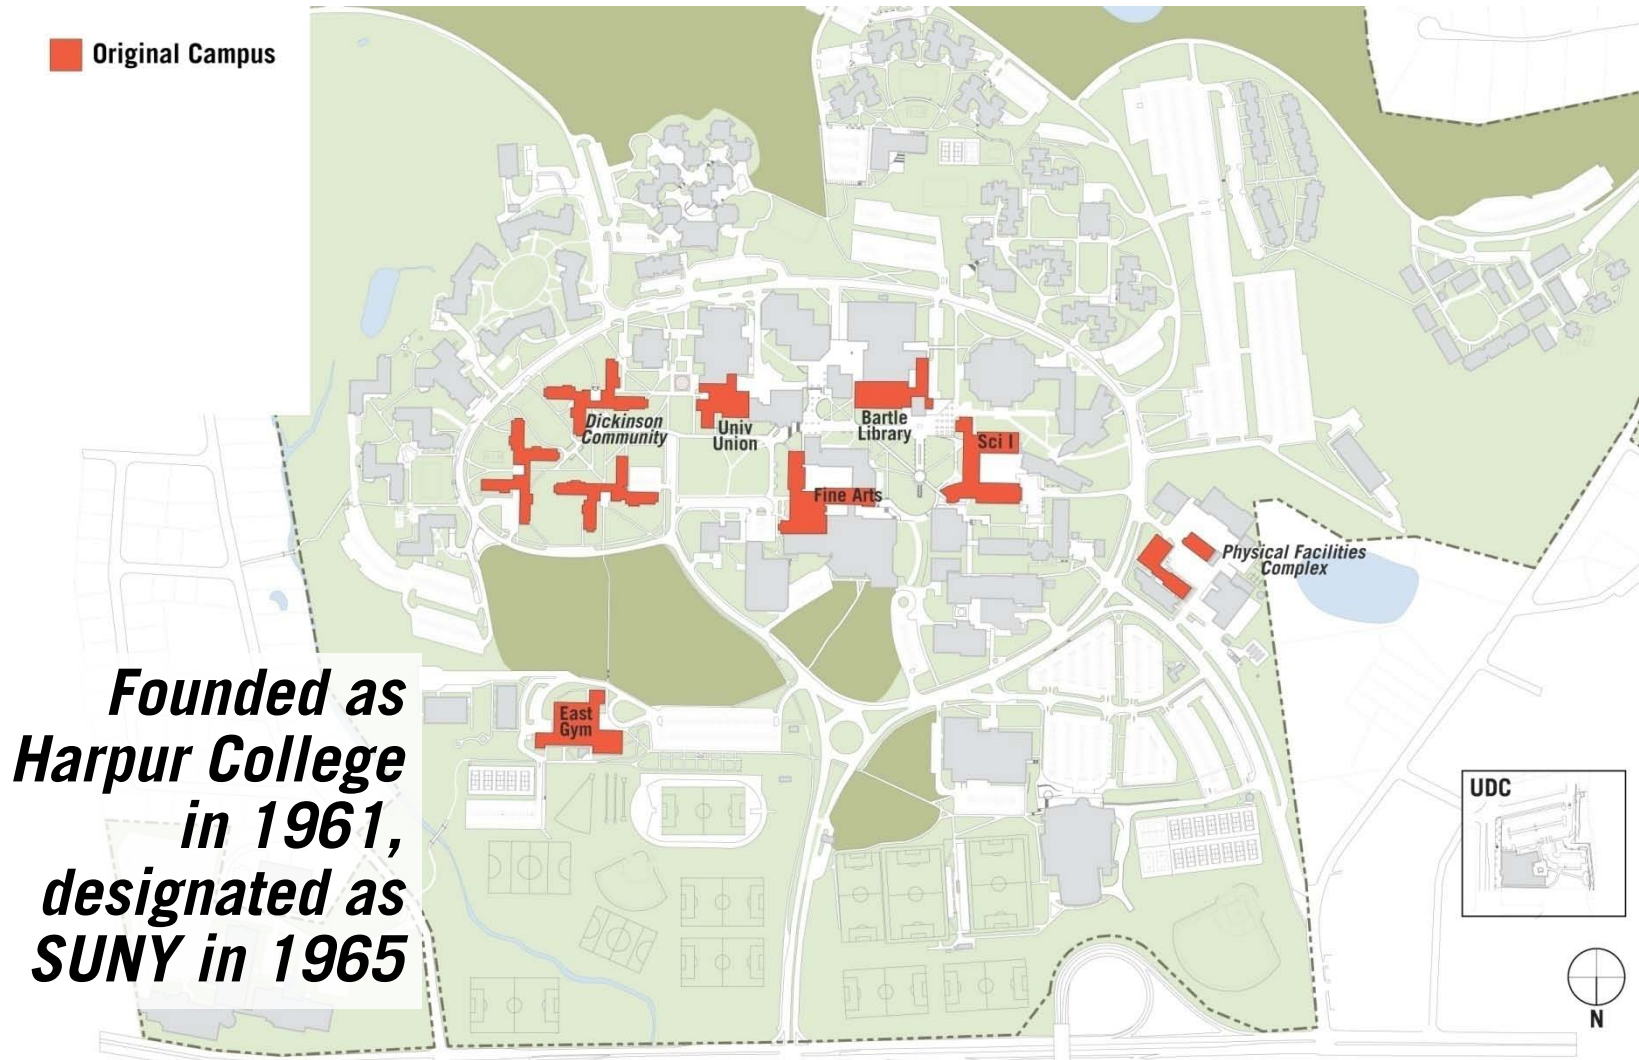 Original Campus
Dickinson
Community
Univ
Union
Bartle
Library
Sci I
Fine Arts
Physical Facilities
Complex
East
Gym
Founded as
Harpur College
in 1961,
designated as
SUNY in 1965
UDC
N